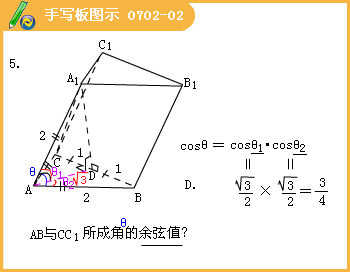 手写板图示 0702-02
5.
C₁
A₁
B₁
2
C
1
θ
θ₁
θ₂
√3
D
1
A
2
B
cosθ = cosθ₁·cosθ₂
D. √3/2 × √3/2 = 3/4
θ
AB与CC₁所成角的余弦值?